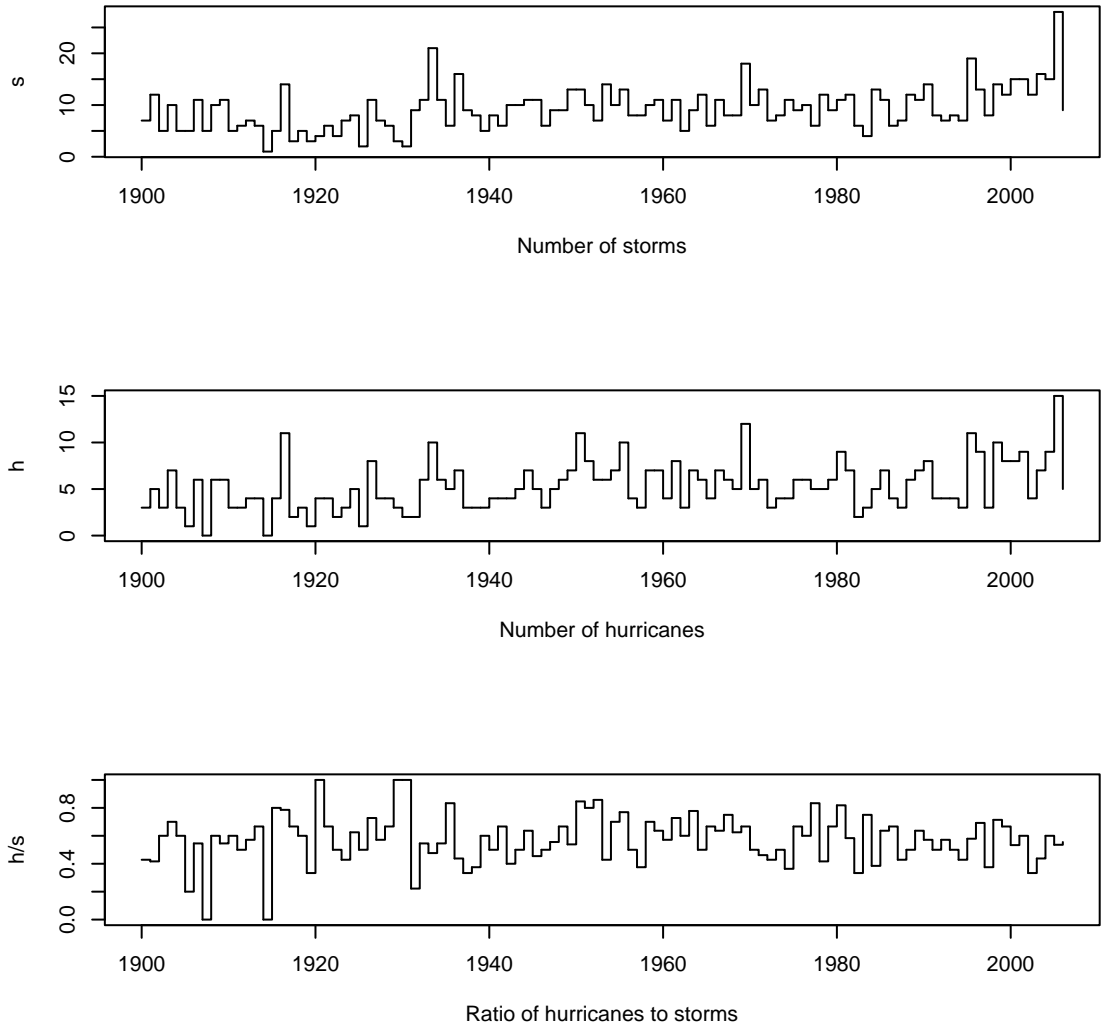 s
20
10
0
1900 1920 1940 1960 1980 2000
Number of storms
h
15
10
5
0
1900 1920 1940 1960 1980 2000
Number of hurricanes
h/s
0.8
0.4
0.0
1900 1920 1940 1960 1980 2000
Ratio of hurricanes to storms